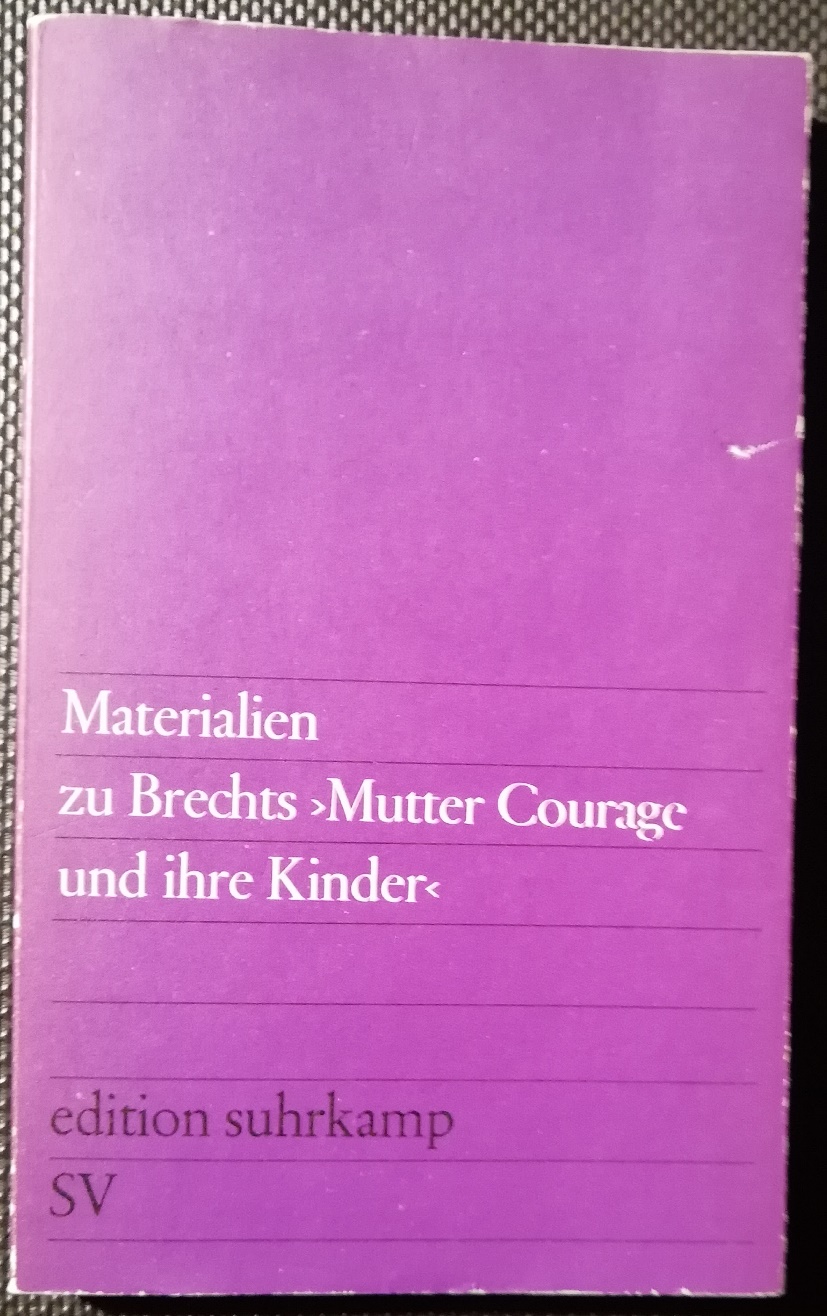 Materialien
zu Brechts ›Mutter Courage
und ihre Kinder‹
edition suhrkamp
SV